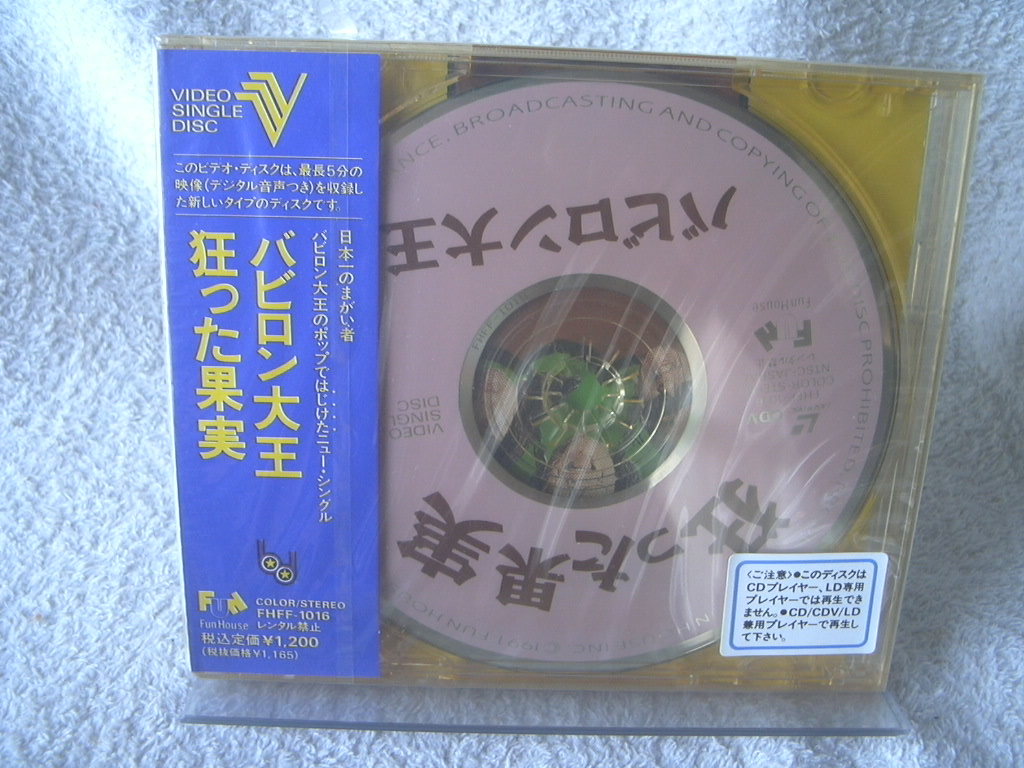 VIDEO
SINGLE
DISC
このビデオ・ディスクは、最長5分の
映像(デジタル音声つき)を収録し
た新しいタイプのディスクです。
日本一のまがい者
バビロン大王のポップではじけたニュー・シングル
バビロン大王
狂った果実
Fun
FunHouse
COLOR/STEREO
FHFF-1016
レンタル禁止
税込定価¥1,200
(税抜価格¥1,165)
BROADCASTING AND COPYING OF DISC PROHIBITED
バビロン大王
FunHouse
Fun
レンタル禁止
VIDEO
SINGLE
DISC
狂った果実
〈ご注意〉●このディスクは
CDプレイヤー、LD専用
プレイヤーでは再生でき
ません。●CD/CDV/LD
兼用プレイヤーで再生し
て下さい。